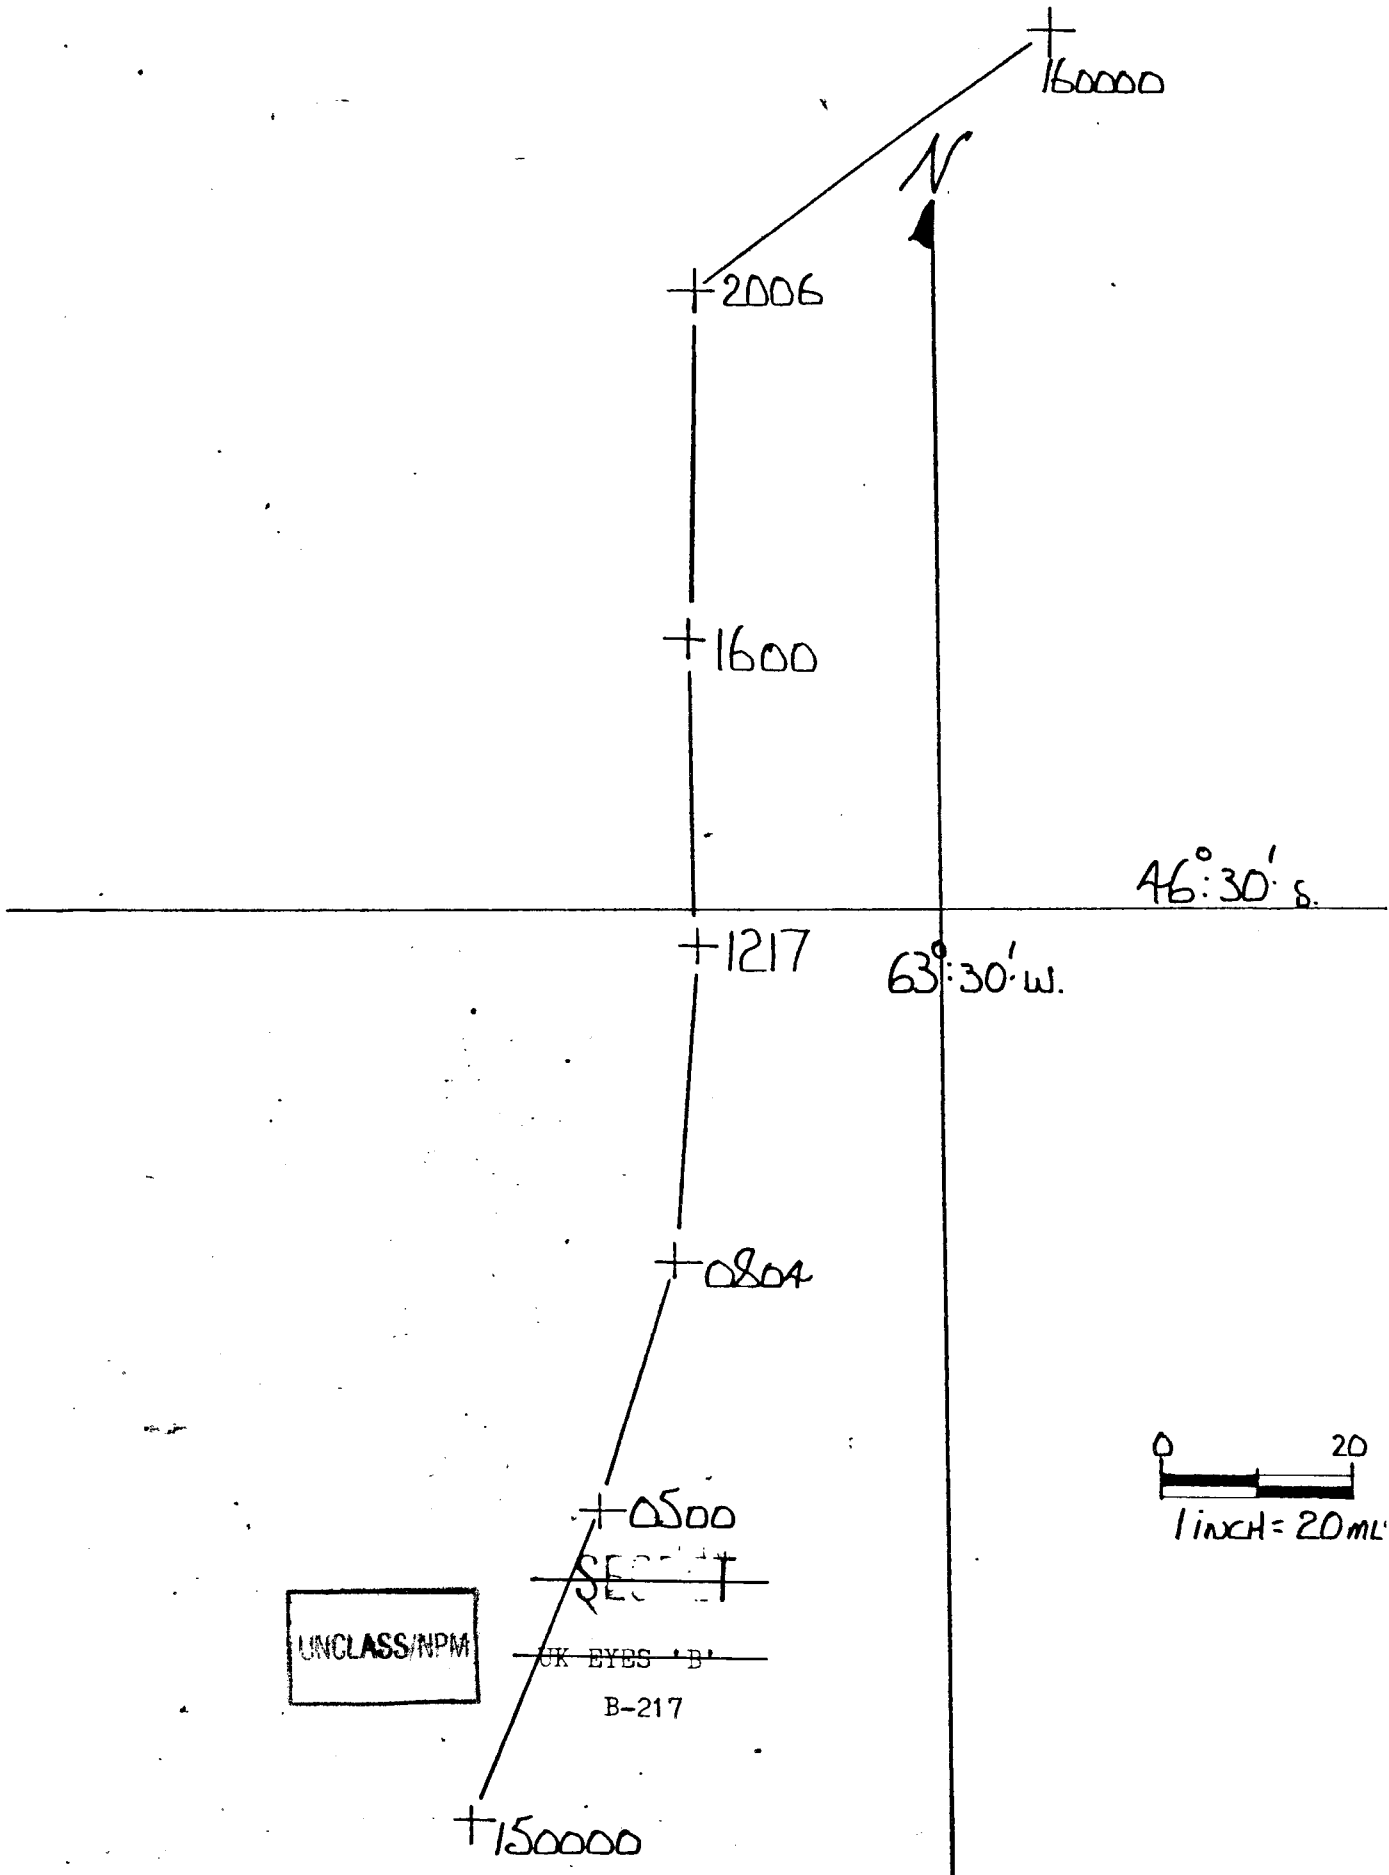 160000
N
2006
1600
46°:30' S.
1217
63°:30' W.
0804
0 20
1 INCH = 20 ML
0500
UNCLASS/NPM
UK EYES 'B'
B-217
150000